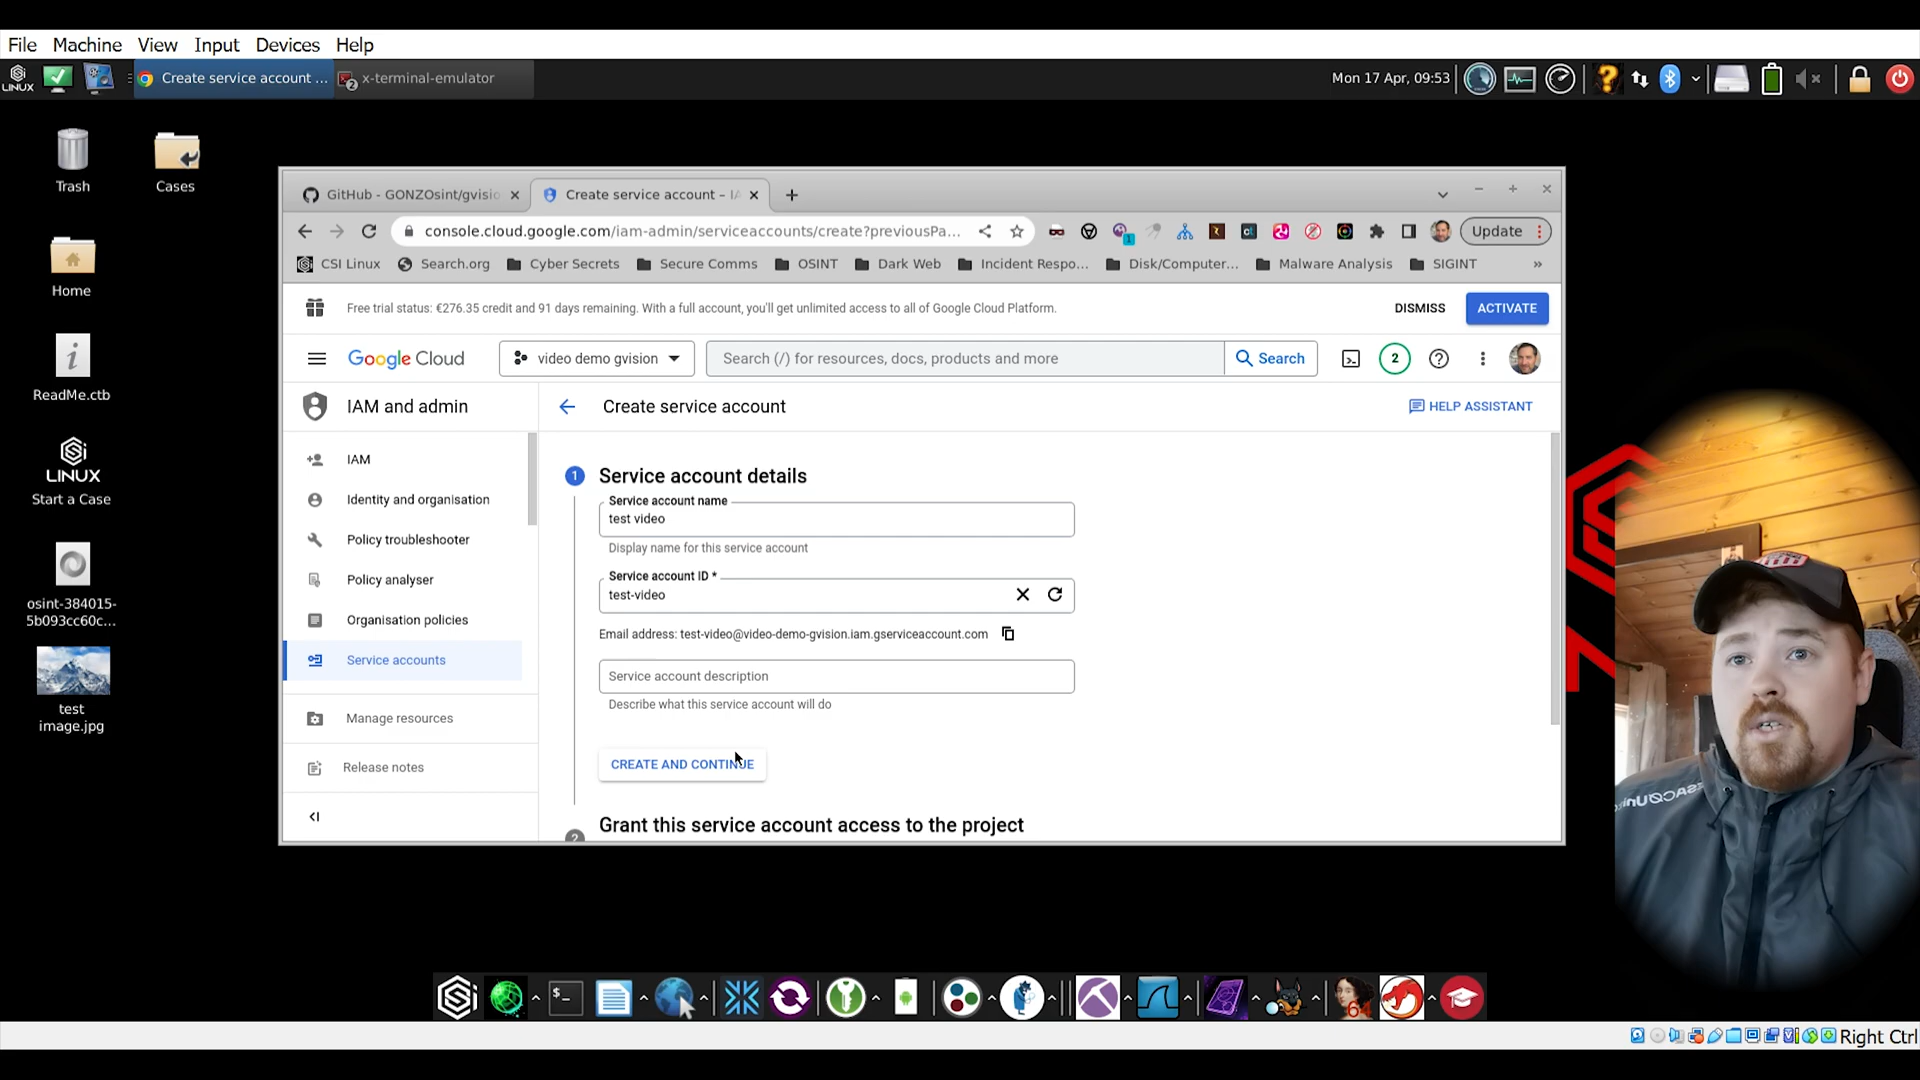 File Machine View Input Devices Help
LINUX
Create service account ...
x-terminal-emulator
Mon 17 Apr, 09:53
Trash
Cases
Home
ReadMe.ctb
LINUX
Start a Case
osint-384015-
5b093cc60c...
test
image.jpg
GitHub - GONZOsint/gvisio
Create service account – IA
console.cloud.google.com/iam-admin/serviceaccounts/create?previousPa...
Update
CSI Linux
Search.org
Cyber Secrets
Secure Comms
OSINT
Dark Web
Incident Respo...
Disk/Computer...
Malware Analysis
SIGINT
»
Free trial status: €276.35 credit and 91 days remaining. With a full account, you'll get unlimited access to all of Google Cloud Platform.
DISMISS
ACTIVATE
Google Cloud
video demo gvision
Search (/) for resources, docs, products and more
Search
2
IAM and admin
Create service account
HELP ASSISTANT
IAM
Identity and organisation
Policy troubleshooter
Policy analyser
Organisation policies
Service accounts
Manage resources
Release notes
1
Service account details
Service account name
test video
Display name for this service account
Service account ID *
test-video
Email address: test-video@video-demo-gvision.iam.gserviceaccount.com
Service account description
Describe what this service account will do
CREATE AND CONTINUE
2
Grant this service account access to the project
64
Right Ctrl